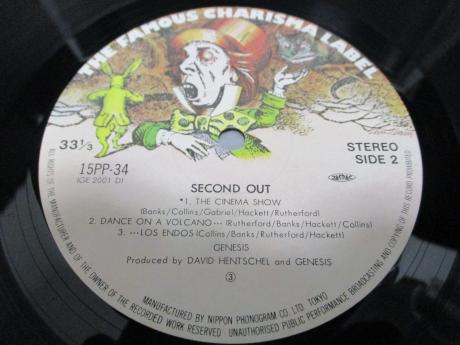 THE FAMOUS CHARISMA LABEL
33⅓
STEREO
15PP-34
SIDE 2
(GE 2001 D)
SECOND OUT
*1. THE CINEMA SHOW
(Banks/Collins/Gabriel/Hackett/Rutherford)
2. DANCE ON A VOLCANO--- (Rutherford/Banks/Hackett/Collins)
3. ---LOS ENDOS (Collins/Banks/Rutherford/Hackett)
GENESIS
Produced by DAVID HENTSCHEL and GENESIS
③
JASRAC
ALL RIGHTS OF THE MANUFACTURER AND OF THE OWNER OF THE RECORDED WORK RESERVED · UNAUTHORISED PUBLIC PERFORMANCE BROADCASTING AND COPYING OF THIS RECORD PROHIBITED
MANUFACTURED BY NIPPON PHONOGRAM CO. LTD. TOKYO